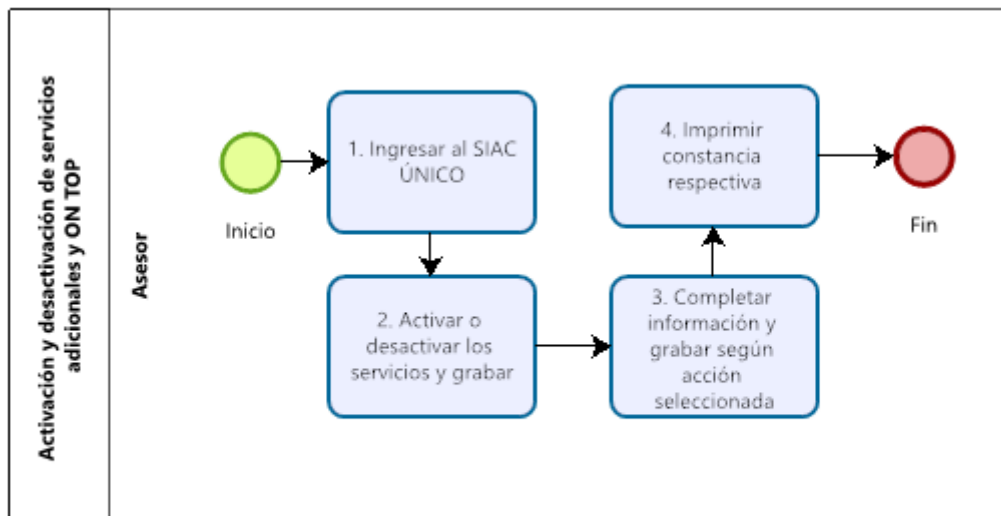 Activación y desactivación de servicios
adicionales y ON TOP
Asesor
Inicio
1. Ingresar al SIAC
ÚNICO
2. Activar o
desactivar los
servicios y grabar
3. Completar
información y
grabar según
acción
seleccionada
4. Imprimir
constancia
respectiva
Fin